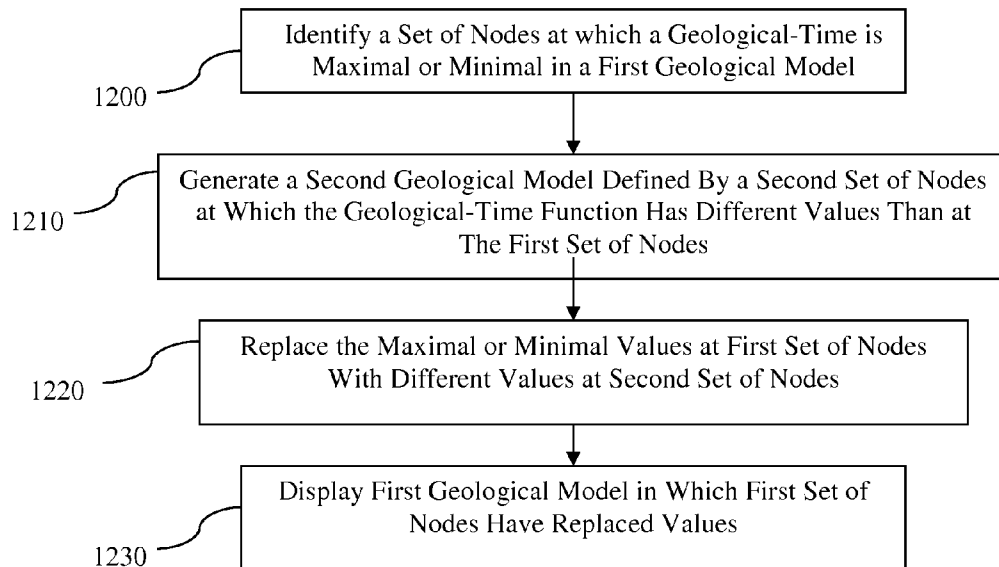 Identify a Set of Nodes at which a Geological-Time is
Maximal or Minimal in a First Geological Model
1200
Generate a Second Geological Model Defined By a Second Set of Nodes
at Which the Geological-Time Function Has Different Values Than at
The First Set of Nodes
1210
Replace the Maximal or Minimal Values at First Set of Nodes
With Different Values at Second Set of Nodes
1220
Display First Geological Model in Which First Set of
Nodes Have Replaced Values
1230